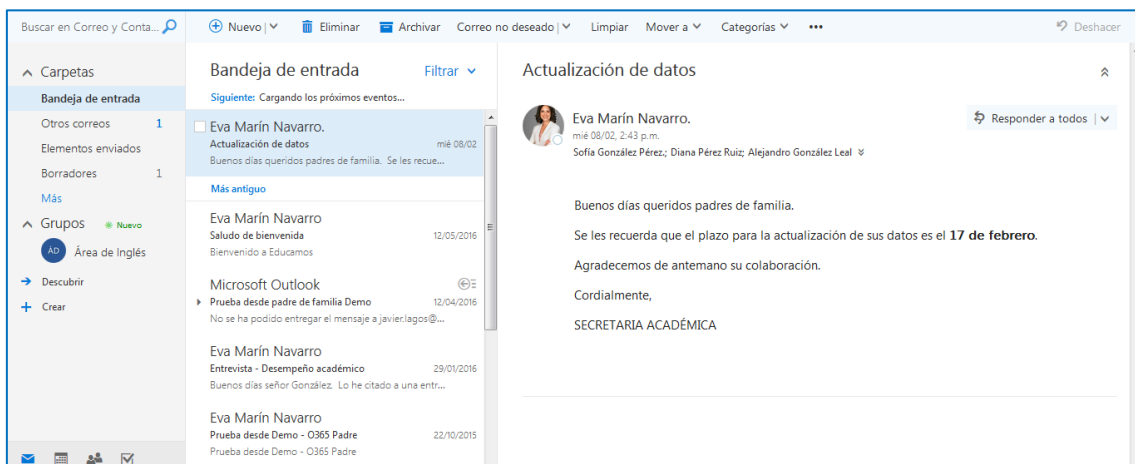 Buscar en Correo y Conta...
Nuevo | Eliminar Archivar Correo no deseado | Limpiar Mover a Categorías ••• Deshacer
Carpetas
Bandeja de entrada
Otros correos 1
Elementos enviados
Borradores 1
Más
Grupos Nuevo
ÁD Área de Inglés
Descubrir
Crear
Bandeja de entrada Filtrar
Siguiente: Cargando los próximos eventos...
Eva Marín Navarro.
Actualización de datos mié 08/02
Buenos días queridos padres de familia. Se les recue...
Más antiguo
Eva Marín Navarro
Saludo de bienvenida 12/05/2016
Bienvenido a Educamos
Microsoft Outlook
Prueba desde padre de familia Demo 12/04/2016
No se ha podido entregar el mensaje a javier.lagos@...
Eva Marín Navarro
Entrevista - Desempeño académico 29/01/2016
Buenos días señor González. Lo he citado a una entr...
Eva Marín Navarro
Prueba desde Demo - O365 Padre 22/10/2015
Prueba desde Demo - O365 Padre
Actualización de datos
Eva Marín Navarro.
mié 08/02, 2:43 p.m.
Sofía González Pérez.; Diana Pérez Ruiz; Alejandro González Leal
Responder a todos |
Buenos días queridos padres de familia.
Se les recuerda que el plazo para la actualización de sus datos es el 17 de febrero.
Agradecemos de antemano su colaboración.
Cordialmente,
SECRETARIA ACADÉMICA